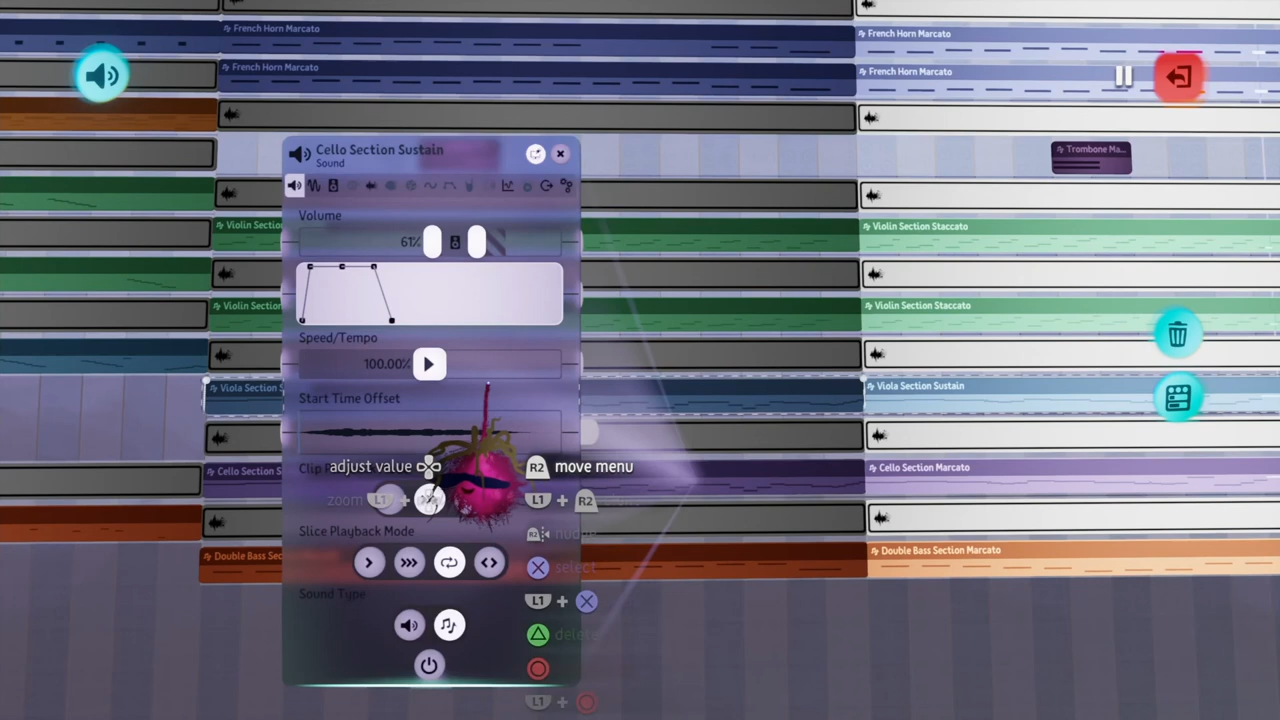 French Horn Marcato
French Horn Marcato
French Horn Marcato
French Horn Marcato
Cello Section Sustain
Sound
Trombone Ma...
Volume
61%
Violin Section
Violin Section Staccato
Violin Section
Violin Section Staccato
Speed/Tempo
100.00%
Viola Section S
Viola Section Sustain
Start Time Offset
Cello Section S
Cello Section Marcato
adjust value
R2 move menu
zoom L1 +
L1 + R2
Slice Playback Mode
Double Bass Sec
Double Bass Section Marcato
select
Sound Type
L1 +
delete
L1 +